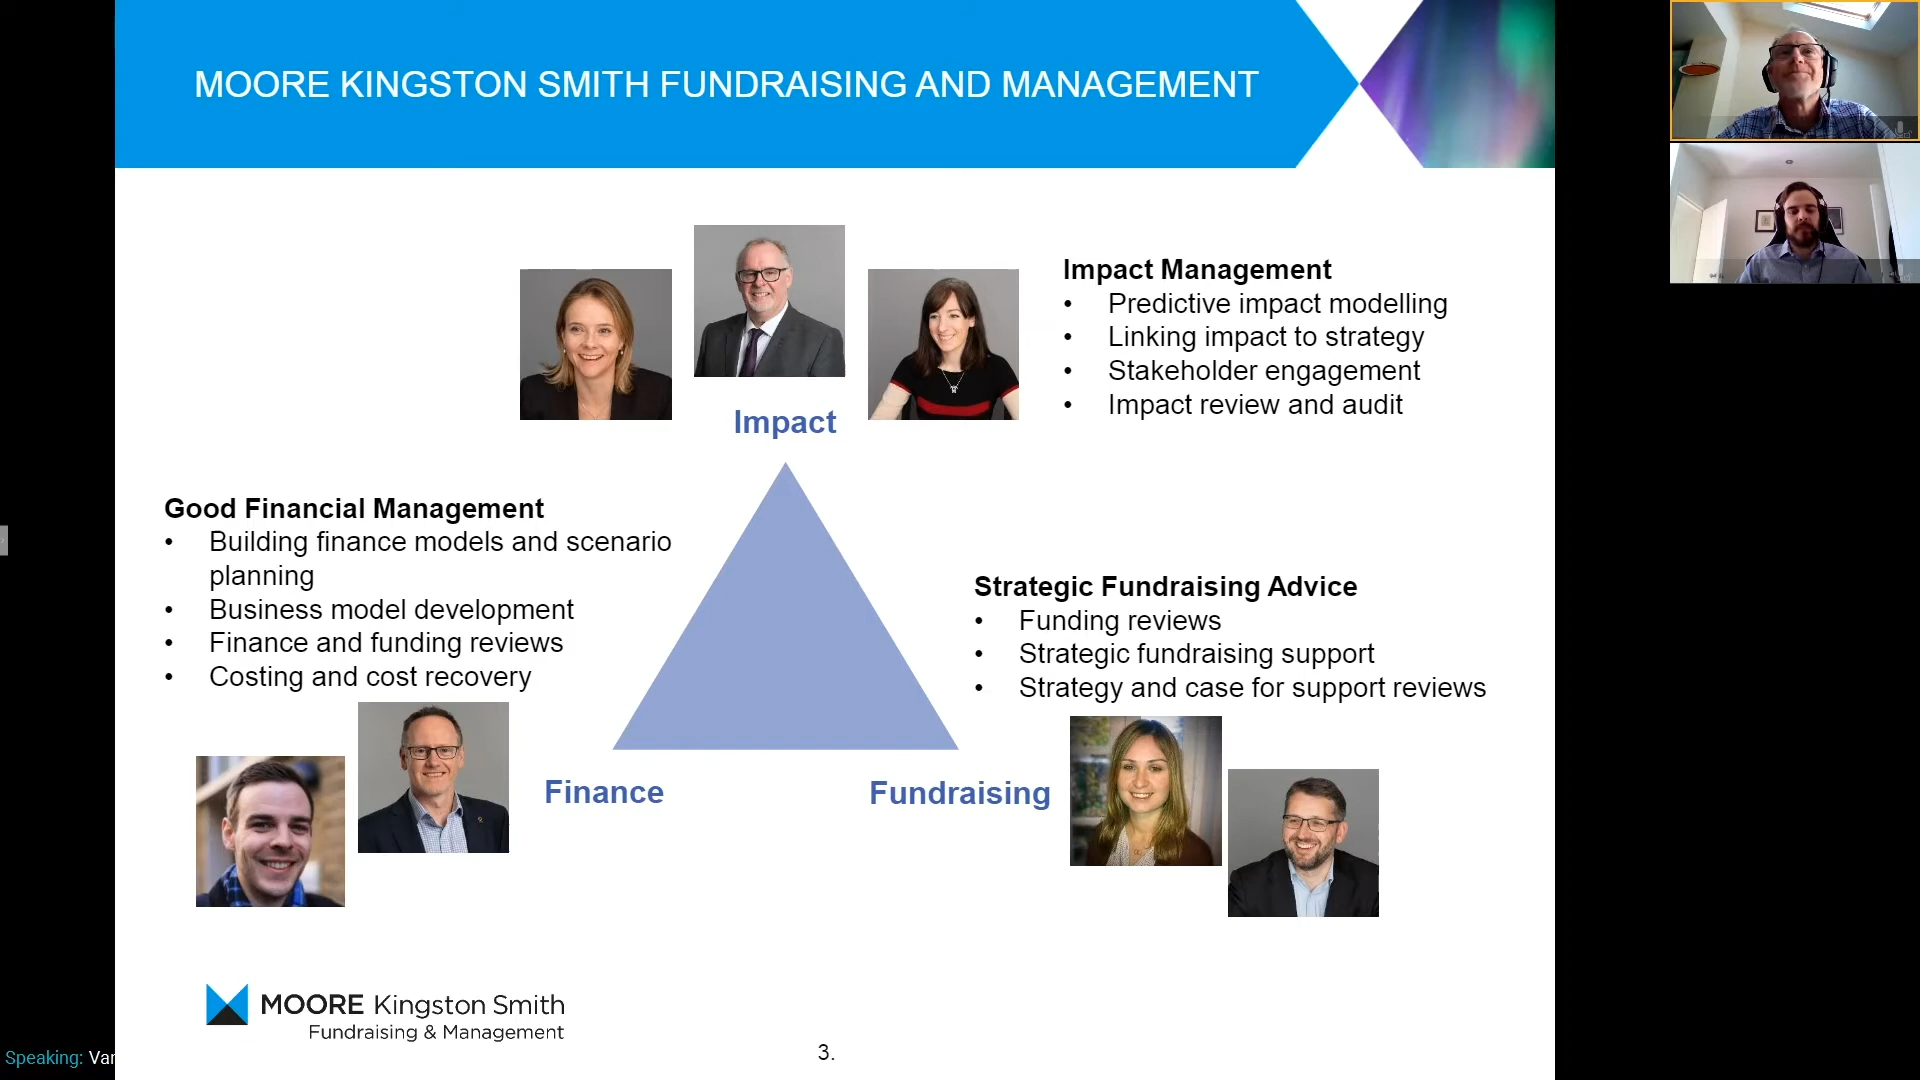 MOORE KINGSTON SMITH FUNDRAISING AND MANAGEMENT
Impact Management
• Predictive impact modelling
• Linking impact to strategy
• Stakeholder engagement
• Impact review and audit
Impact
Good Financial Management
• Building finance models and scenario
planning
• Business model development
• Finance and funding reviews
• Costing and cost recovery
Strategic Fundraising Advice
• Funding reviews
• Strategic fundraising support
• Strategy and case for support reviews
Finance
Fundraising
MOORE Kingston Smith
Fundraising & Management
3.
Speaking: